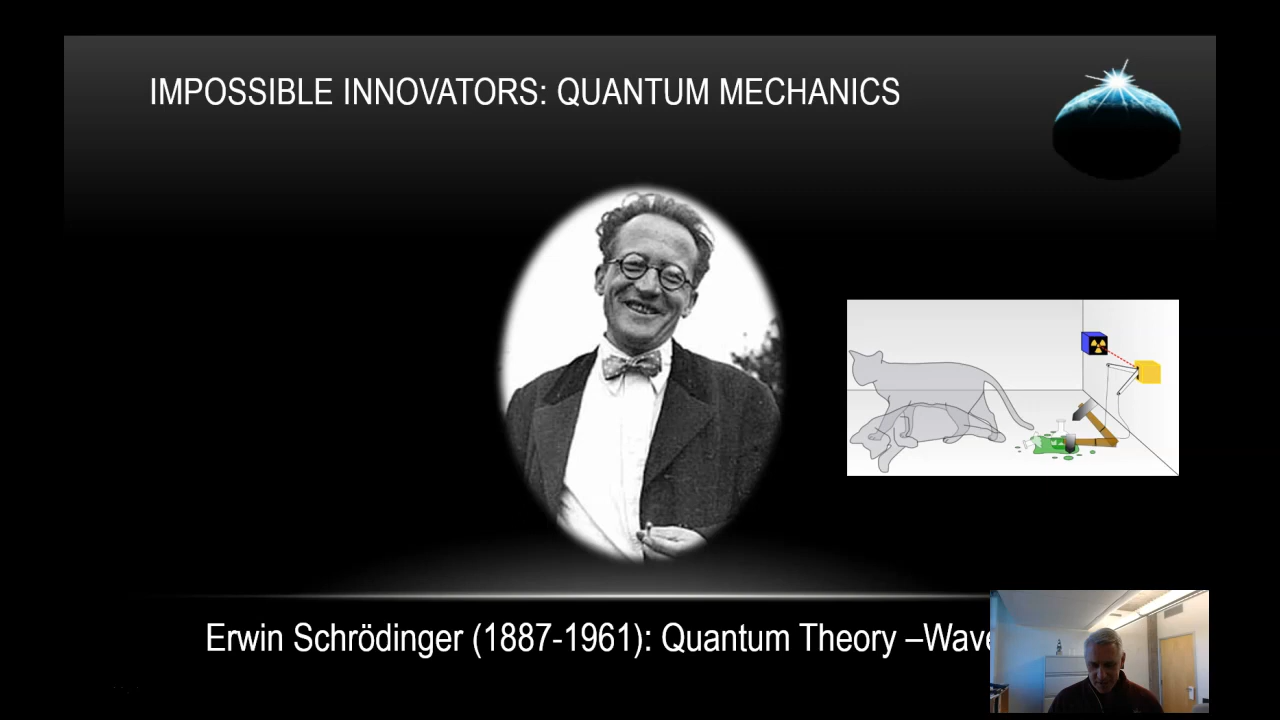 IMPOSSIBLE INNOVATORS: QUANTUM MECHANICS
Erwin Schrödinger (1887-1961): Quantum Theory –Wave